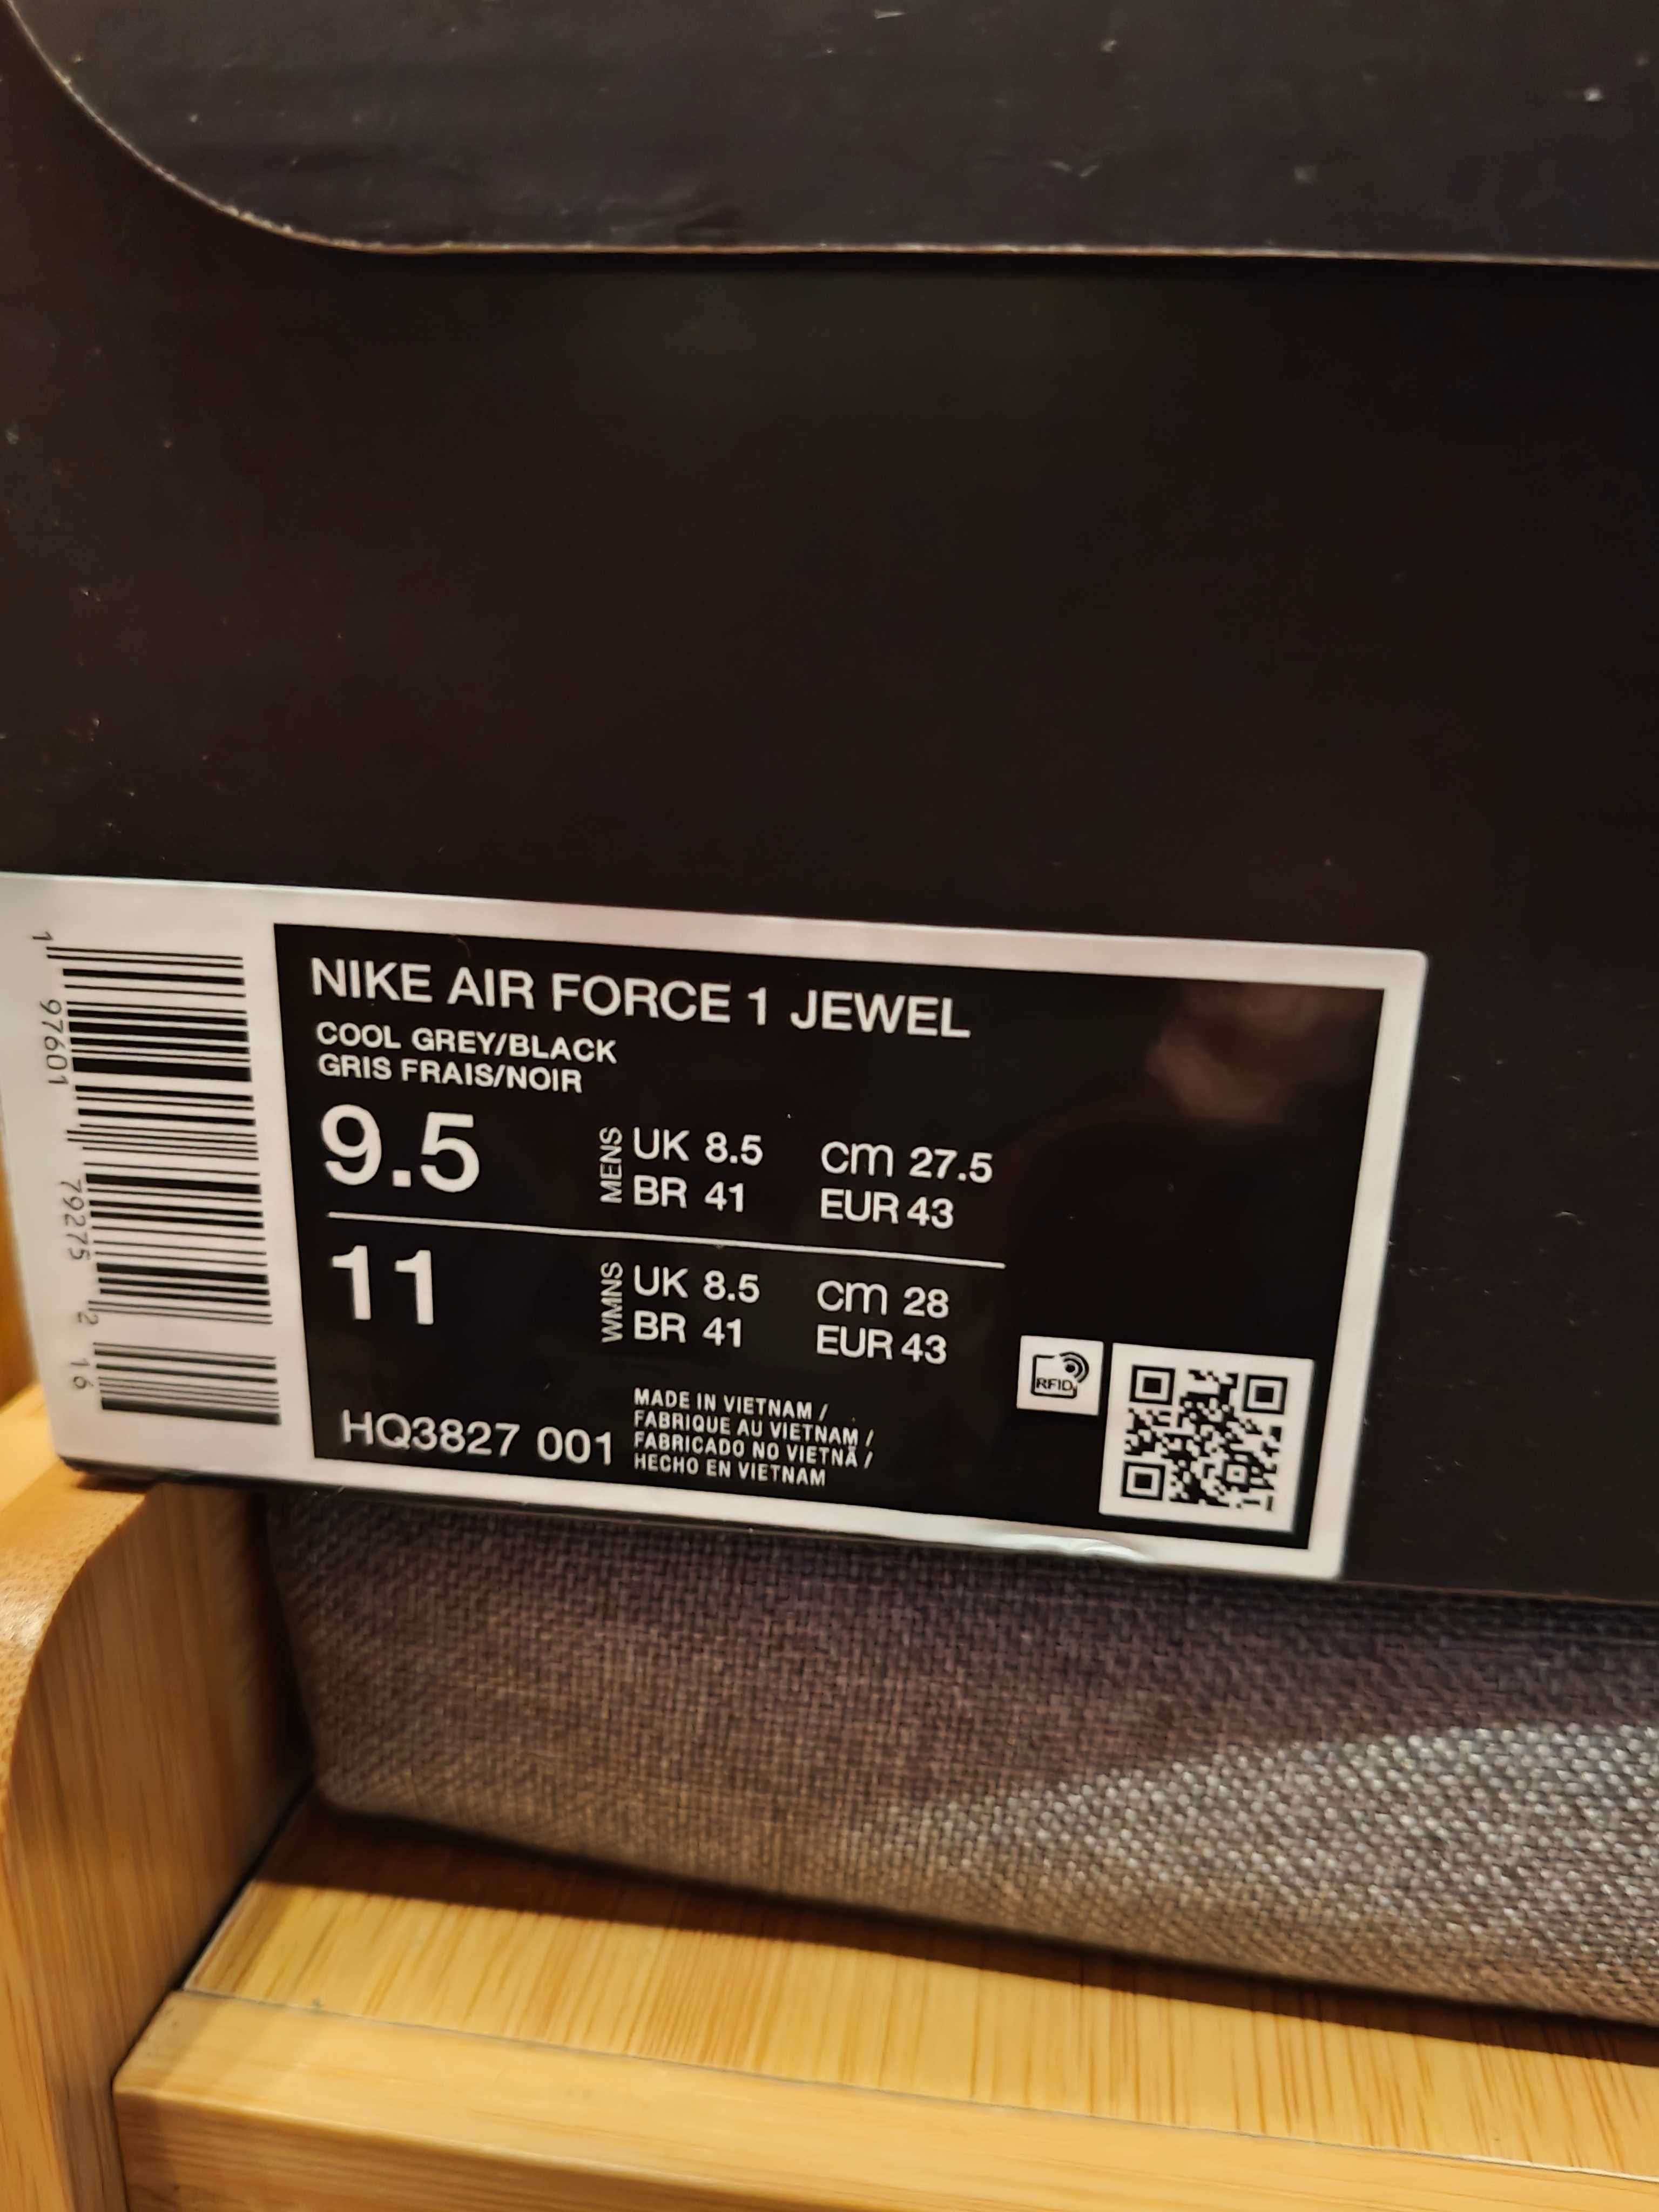 NIKE AIR FORCE 1 JEWEL
COOL GREY/BLACK
GRIS FRAIS/NOIR
9.5 MENS UK 8.5 cm 27.5
BR 41 EUR 43
11 WMNS UK 8.5 cm 28
BR 41 EUR 43
HQ3827 001
MADE IN VIETNAM /
FABRIQUE AU VIETNAM /
FABRICADO NO VIETNÃ /
HECHO EN VIETNAM
RFID
1 97601 79275 2 16